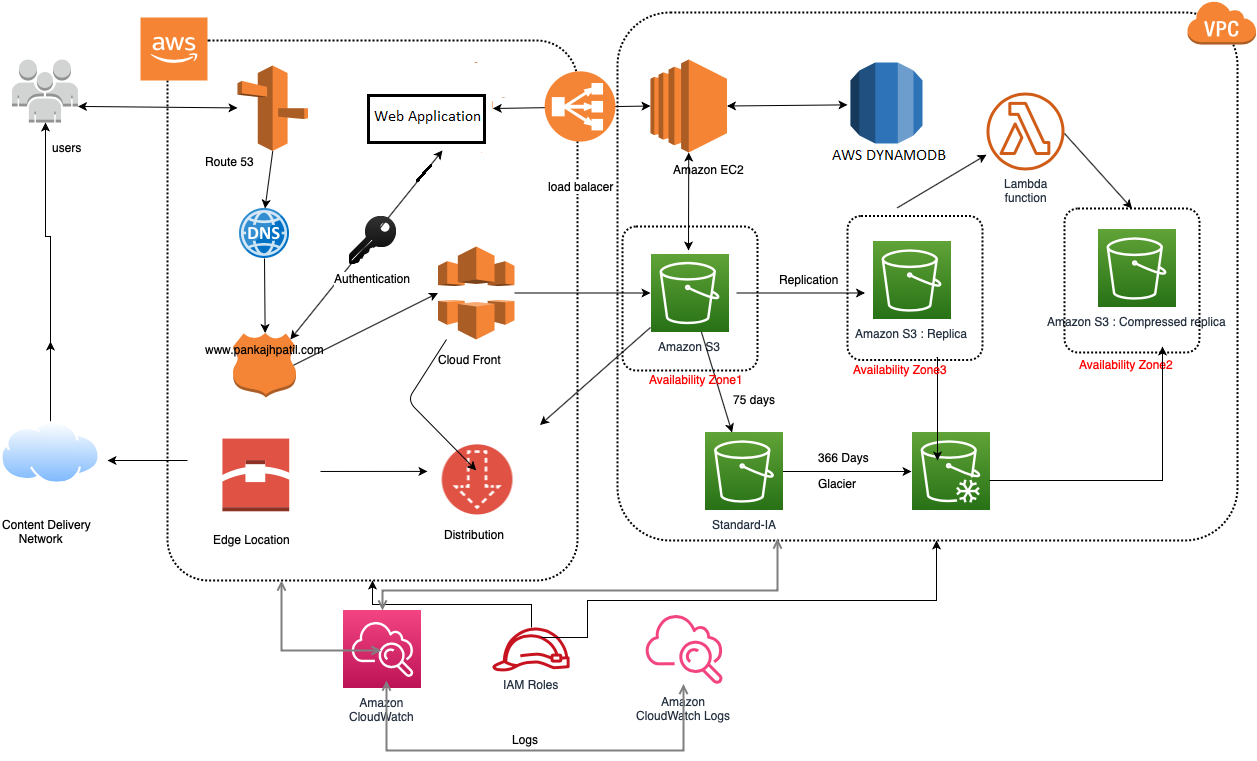 aws
VPC
users
Route 53
Web Application
load balacer
Amazon EC2
AWS DYNAMODB
Lambda
function
DNS
Authentication
www.pankajhpatil.com
Cloud Front
Amazon S3
Availability Zone1
Replication
Amazon S3 : Replica
Availability Zone3
Amazon S3 : Compressed replica
Availability Zone2
75 days
Standard-IA
366 Days
Glacier
Content Delivery
Network
Edge Location
Distribution
Amazon
CloudWatch
IAM Roles
Amazon
CloudWatch Logs
Logs